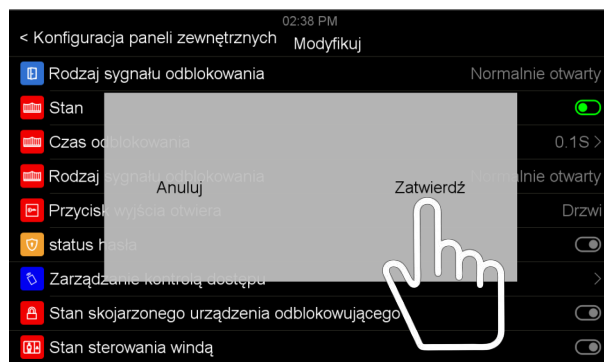 02:38 PM
< Konfiguracja paneli zewnętrznych Modyfikuj
Rodzaj sygnału odblokowania Normalnie otwarty
Stan
Czas odblokowania 0.1S >
Rodzaj sygnału odblokowania Normalnie otwarty
Anuluj Zatwierdź
Przycisk wyjścia otwiera Drzwi
status hasła
Zarządzanie kontrolą dostępu >
Stan skojarzonego urządzenia odblokowującego
Stan sterowania windą